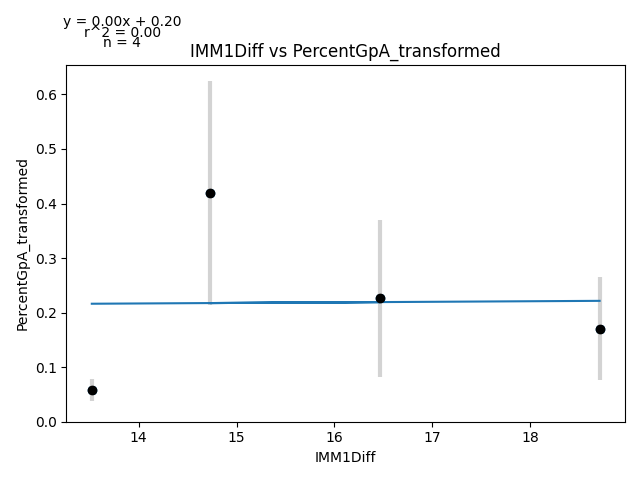 y = 0.00x + 0.20
r^2 = 0.00
n = 4
IMM1Diff vs PercentGpA_transformed
PercentGpA_transformed
0.6
0.5
0.4
0.3
0.2
0.1
0.0
14 15 16 17 18
IMM1Diff